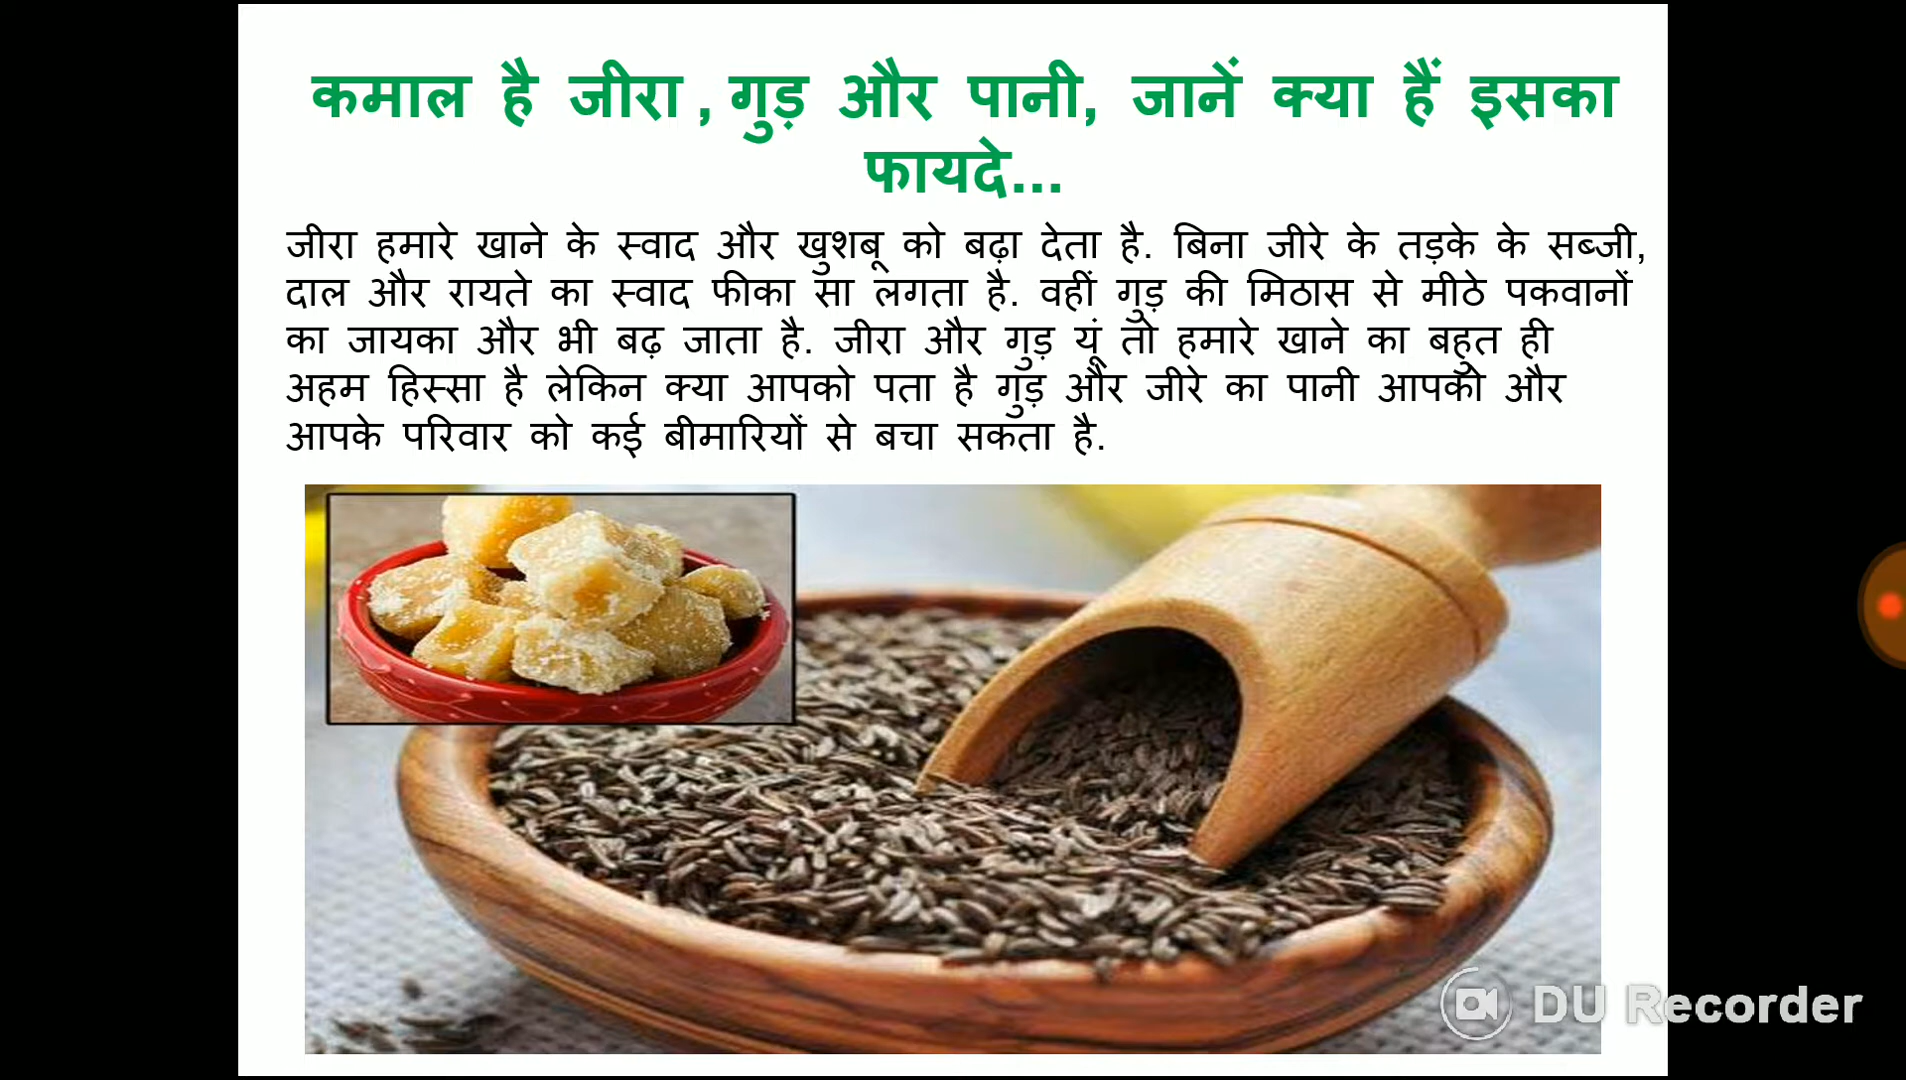 कमाल है जीरा , गुड़ और पानी, जानें क्या हैं इसका
फायदे...
जीरा हमारे खाने के स्वाद और खुशबू को बढ़ा देता है. बिना जीरे के तड़के के सब्जी,
दाल और रायते का स्वाद फीका सा लगता है. वहीं गुड़ की मिठास से मीठे पकवानों
का जायका और भी बढ़ जाता है. जीरा और गुड़ यूं तो हमारे खाने का बहुत ही
अहम हिस्सा है लेकिन क्या आपको पता है गुड़ और जीरे का पानी आपको और
आपके परिवार को कई बीमारियों से बचा सकता है.
DU Recorder